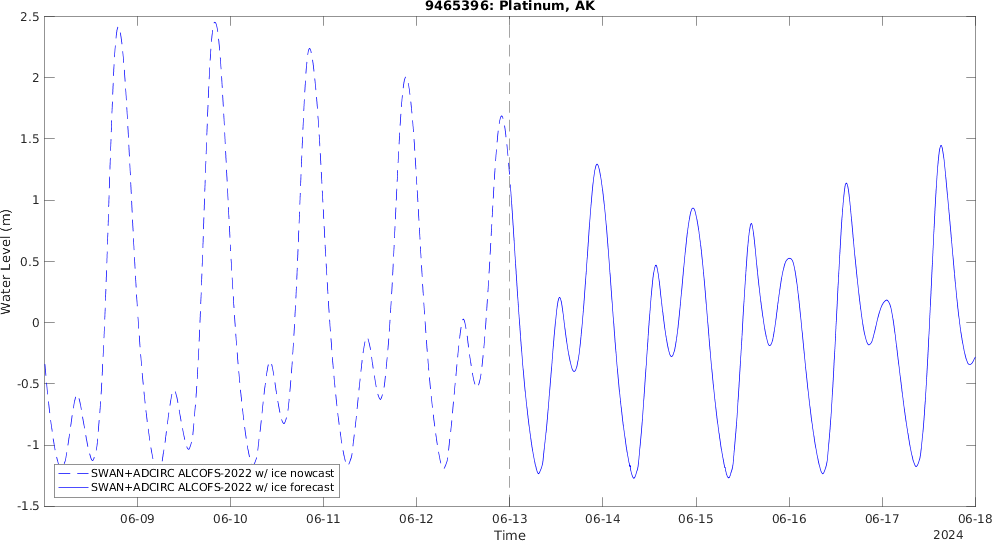 9465396: Platinum, AK
Water Level (m)
2.5
2
1.5
1
0.5
0
-0.5
-1
-1.5
SWAN+ADCIRC ALCOFS-2022 w/ ice nowcast
SWAN+ADCIRC ALCOFS-2022 w/ ice forecast
06-09 06-10 06-11 06-12 06-13 06-14 06-15 06-16 06-17 06-18
Time
2024